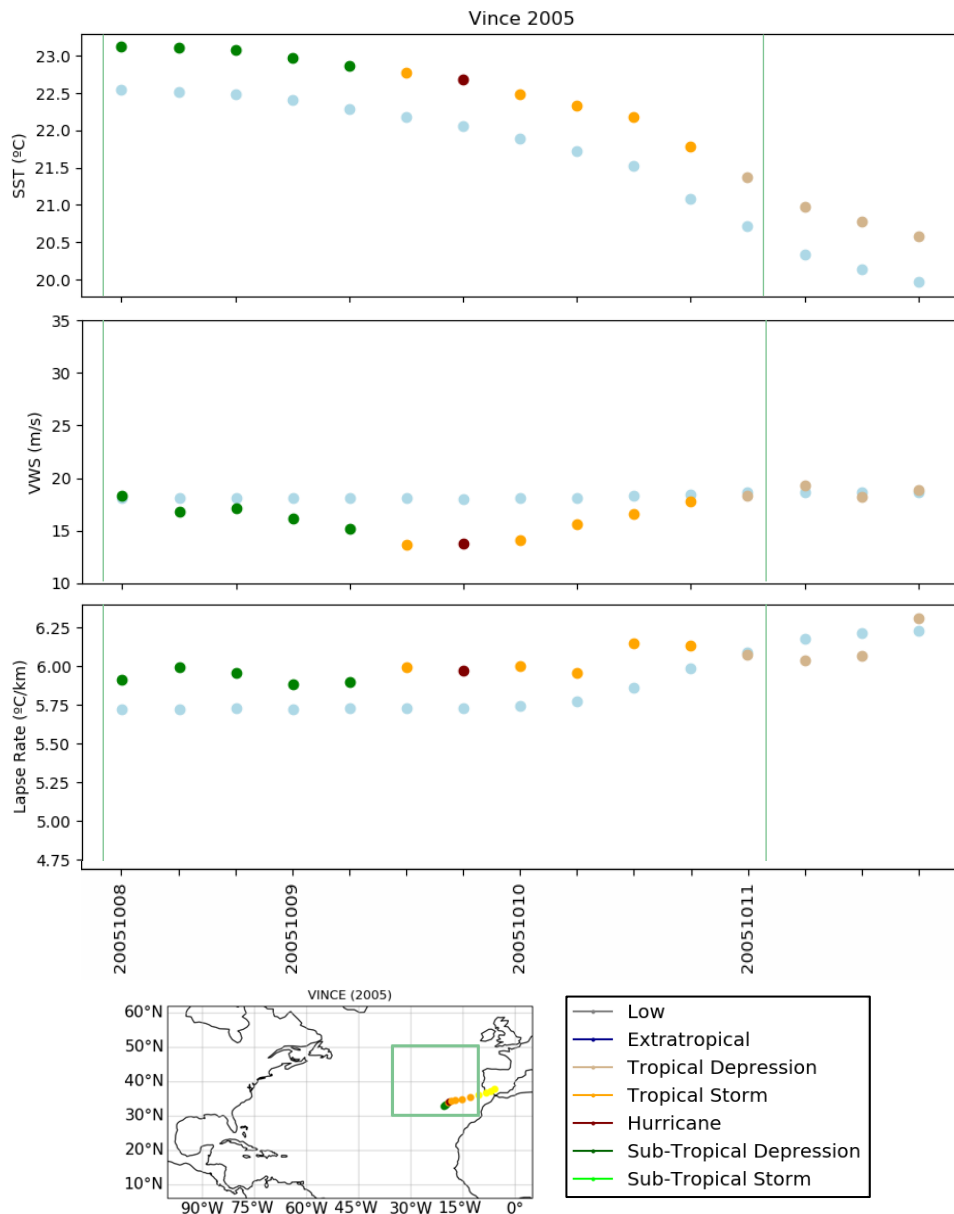 Vince 2005
SST (ºC)
23.0
22.5
22.0
21.5
21.0
20.5
20.0
VWS (m/s)
35
30
25
20
15
10
Lapse Rate (ºC/km)
6.25
6.00
5.75
5.50
5.25
5.00
4.75
20051008
20051009
20051010
20051011
VINCE (2005)
60°N
50°N
40°N
30°N
20°N
10°N
90°W 75°W 60°W 45°W 30°W 15°W 0°
Low
Extratropical
Tropical Depression
Tropical Storm
Hurricane
Sub-Tropical Depression
Sub-Tropical Storm